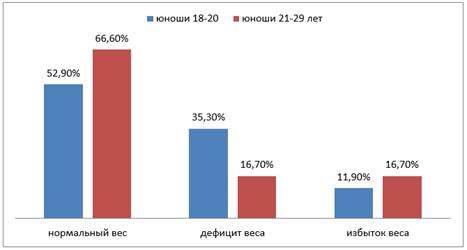 юноши 18-20 юноши 21-29 лет
66,60%
52,90%
35,30%
16,70% 16,70%
11,90%
нормальный вес дефицит веса избыток веса